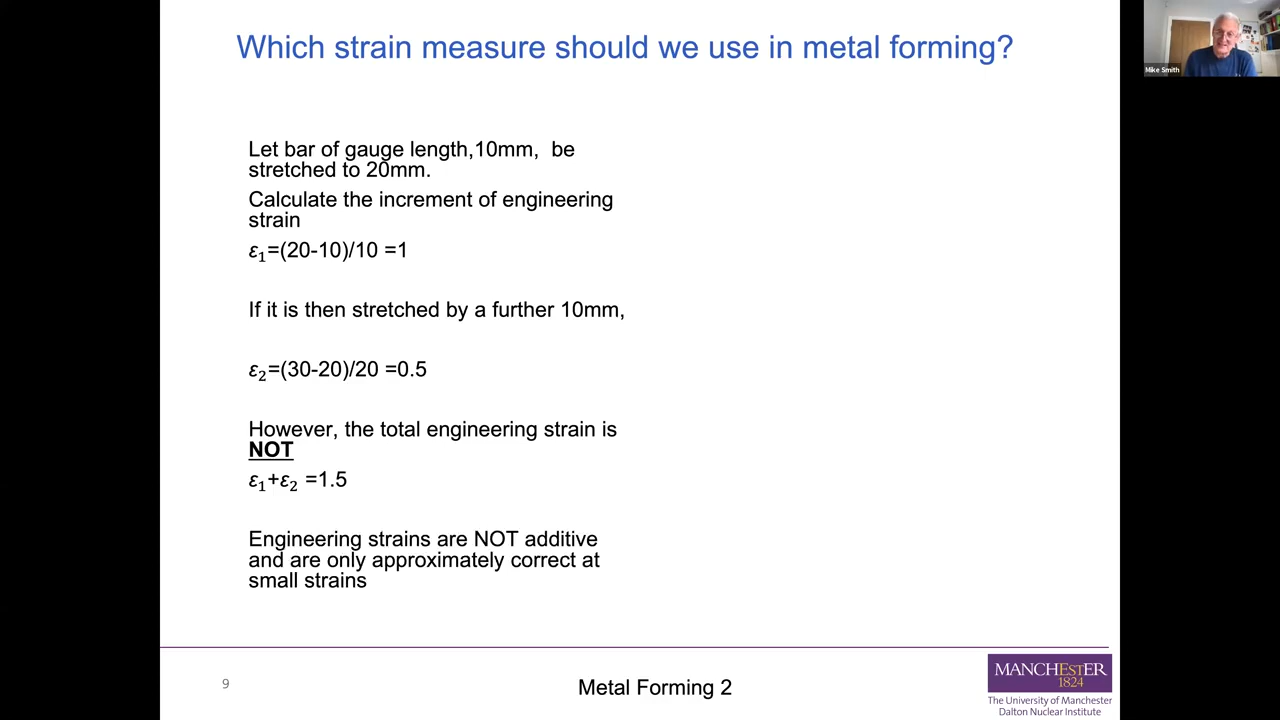 Which strain measure should we use in metal forming?
Mike Smith
Let bar of gauge length,10mm, be
stretched to 20mm.
Calculate the increment of engineering
strain
ε₁=(20-10)/10 =1
If it is then stretched by a further 10mm,
ε₂=(30-20)/20 =0.5
However, the total engineering strain is
NOT
ε₁+ε₂ =1.5
Engineering strains are NOT additive
and are only approximately correct at
small strains
9
Metal Forming 2
MANCHESTER
1824
The University of Manchester
Dalton Nuclear Institute